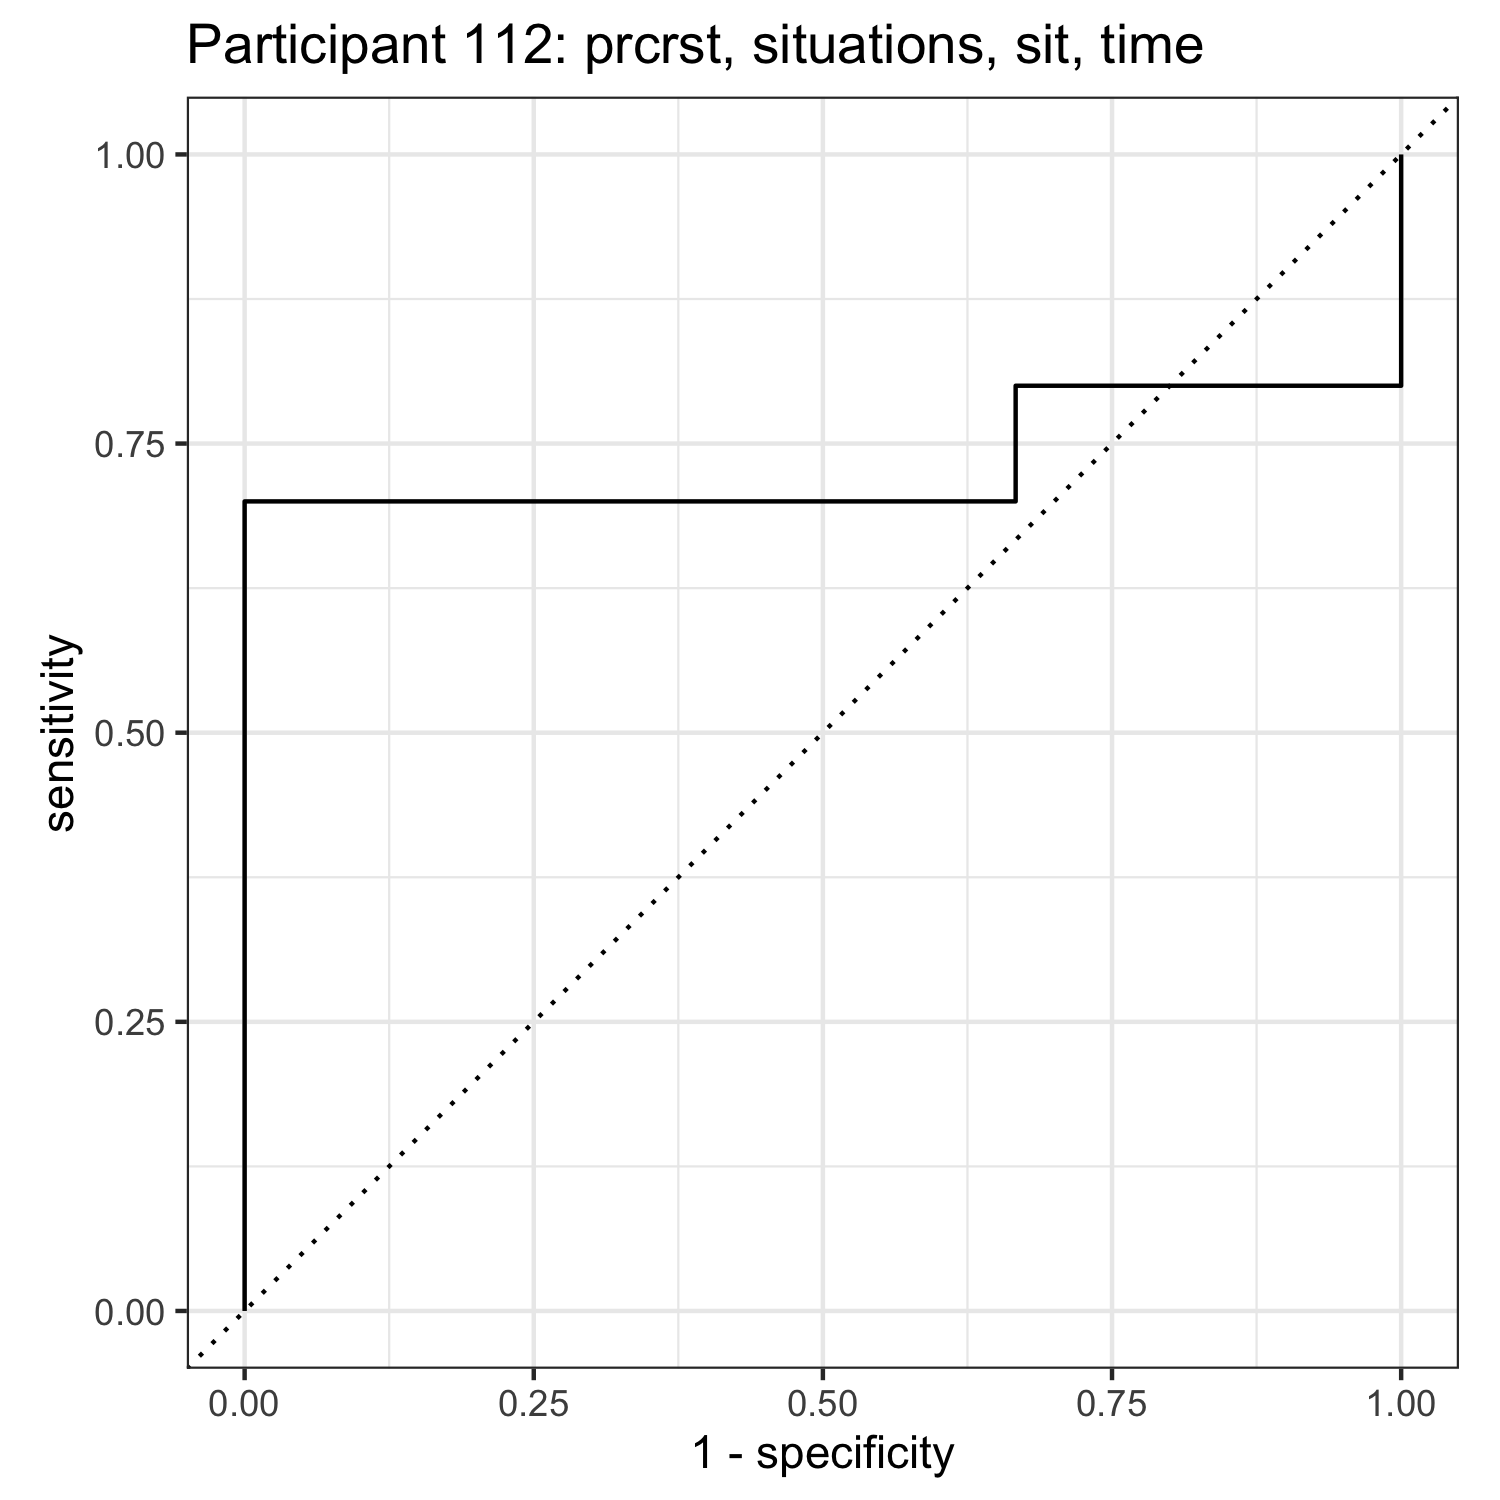 Participant 112: prcrst, situations, sit, time
1.00
0.75
0.50
0.25
0.00
sensitivity
0.00 0.25 0.50 0.75 1.00
1 - specificity